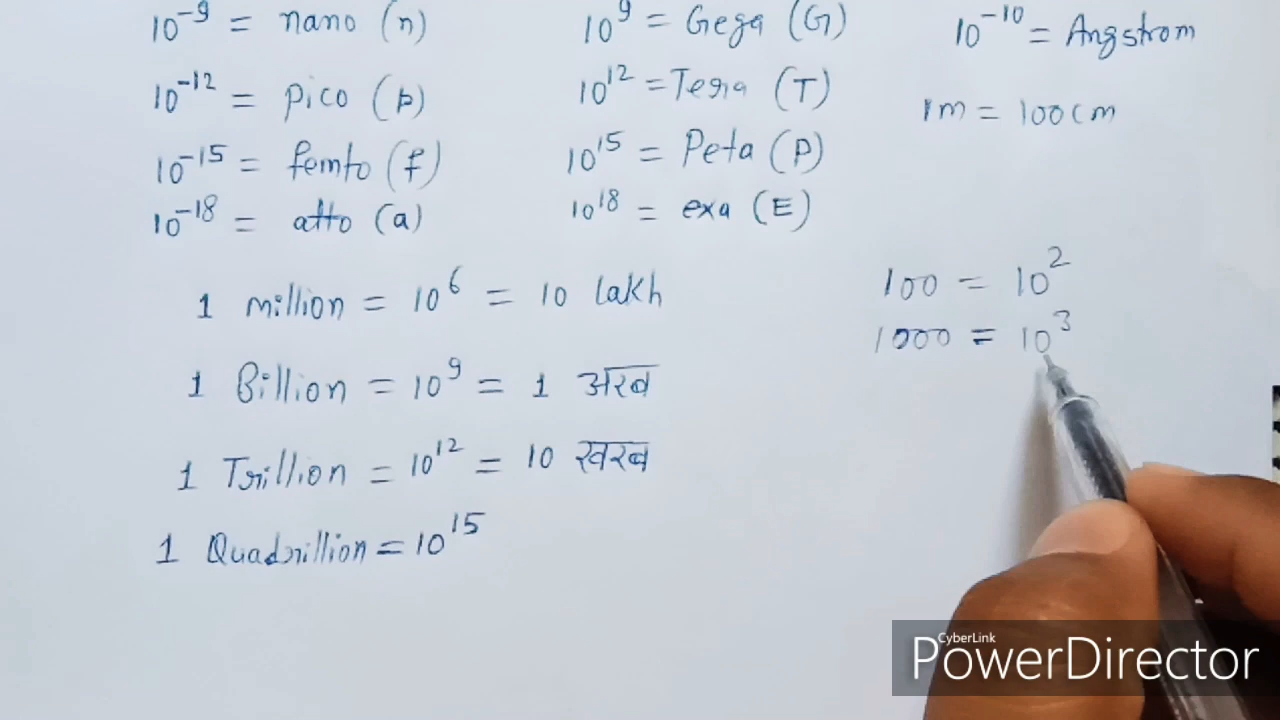 10⁻⁹ = nano (n)
10⁻¹² = pico (p)
10⁻¹⁵ = femto (f)
10⁻¹⁸ = atto (a)
10⁹ = Gega (G)
10¹² = Tera (T)
10¹⁵ = Peta (P)
10¹⁸ = exa (E)
10⁻¹⁰ = Angstrom
1m = 100cm
1 million = 10⁶ = 10 lakh
1 Billion = 10⁹ = 1 अरब
1 Trillion = 10¹² = 10 खरब
1 Quadrillion = 10¹⁵
100 = 10²
1000 = 10³
CyberLink
PowerDirector